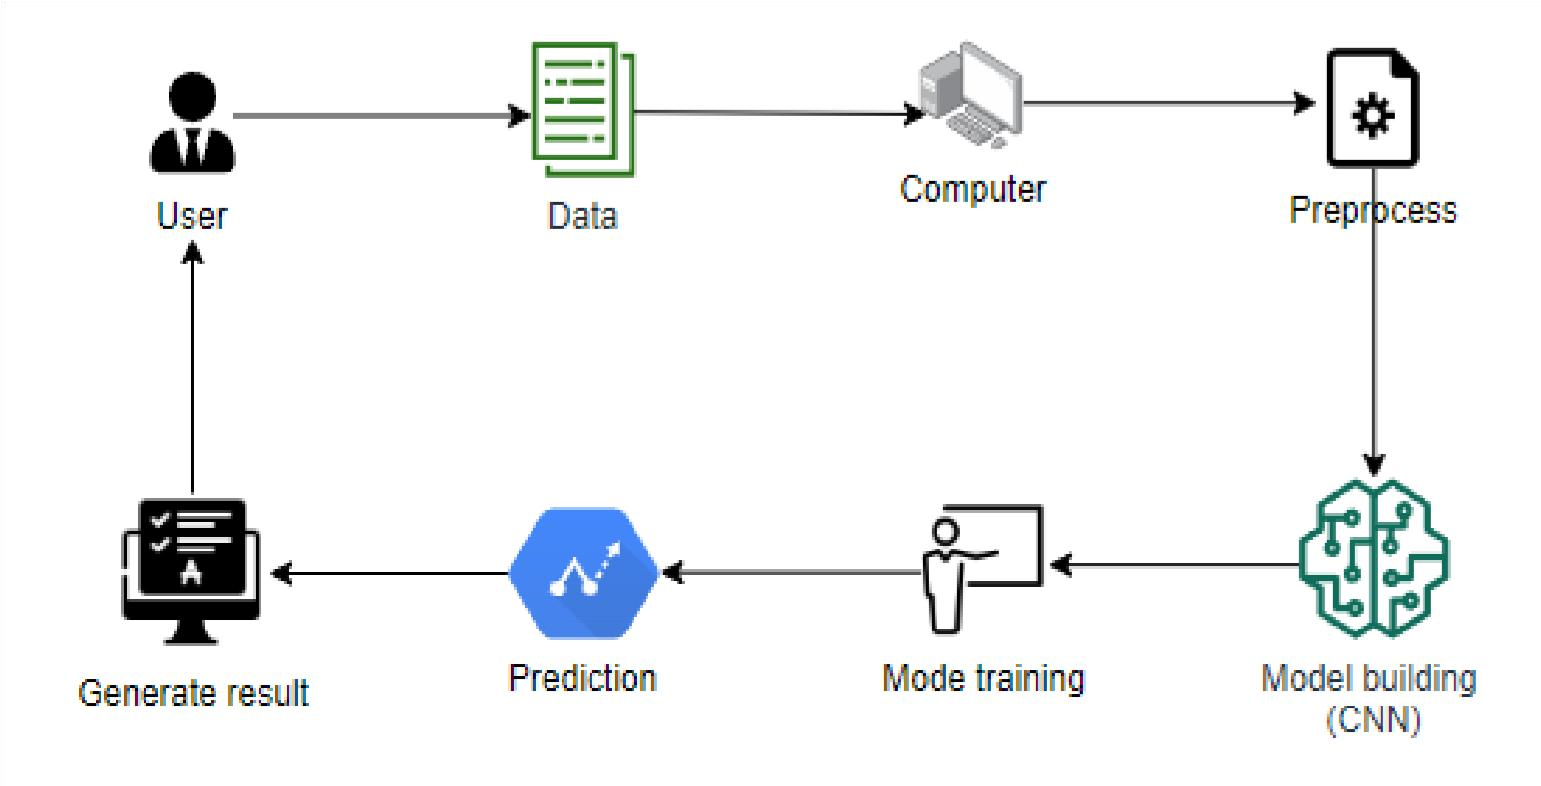 User
Data
Computer
Preprocess
Generate result
Prediction
Mode training
Model building
(CNN)